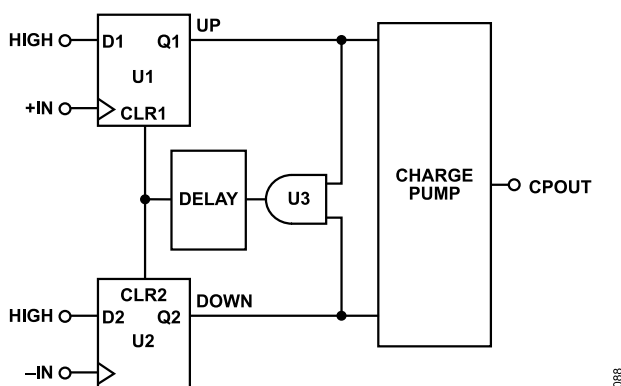 HIGH
D1
Q1
UP
U1
+IN
CLR1
DELAY
U3
CHARGE
PUMP
CPOUT
CLR2
DOWN
HIGH
D2
Q2
U2
–IN
088